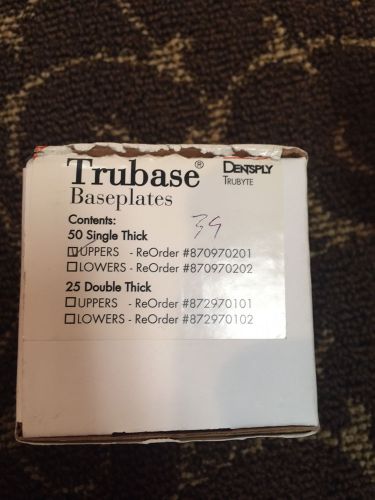 Trubase®
Baseplates
DENTSPLY
TRUBYTE
Contents:
39
50 Single Thick
UPPERS - ReOrder #870970201
LOWERS - ReOrder #870970202
25 Double Thick
UPPERS - ReOrder #872970101
LOWERS - ReOrder #872970102